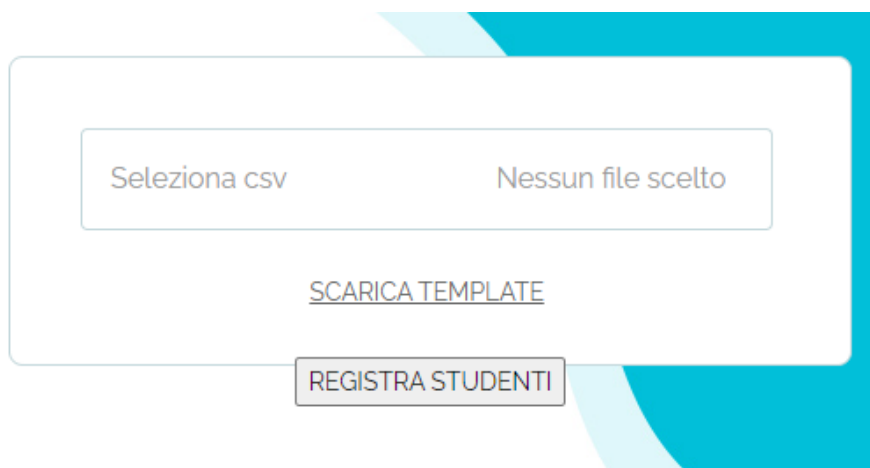 Seleziona csv Nessun file scelto
SCARICA TEMPLATE
REGISTRA STUDENTI